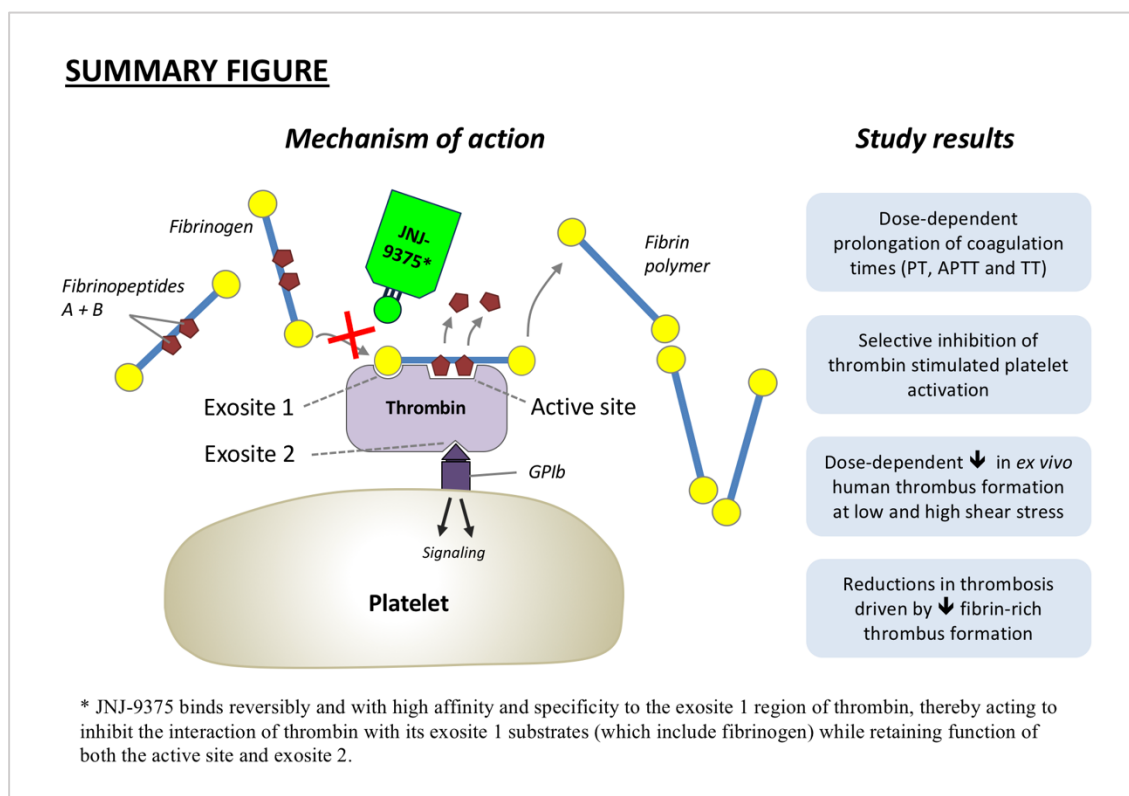 SUMMARY FIGURE
Mechanism of action
Study results
Fibrinogen
JNJ-
9375*
Fibrinopeptides
A + B
Fibrin
polymer
Exosite 1
Thrombin
Active site
Exosite 2
GPIb
Signaling
Platelet
Dose-dependent
prolongation of coagulation
times (PT, APTT and TT)
Selective inhibition of
thrombin stimulated platelet
activation
Dose-dependent 🡻 in ex vivo
human thrombus formation
at low and high shear stress
Reductions in thrombosis
driven by 🡻 fibrin-rich
thrombus formation
* JNJ-9375 binds reversibly and with high affinity and specificity to the exosite 1 region of thrombin, thereby acting to
inhibit the interaction of thrombin with its exosite 1 substrates (which include fibrinogen) while retaining function of
both the active site and exosite 2.